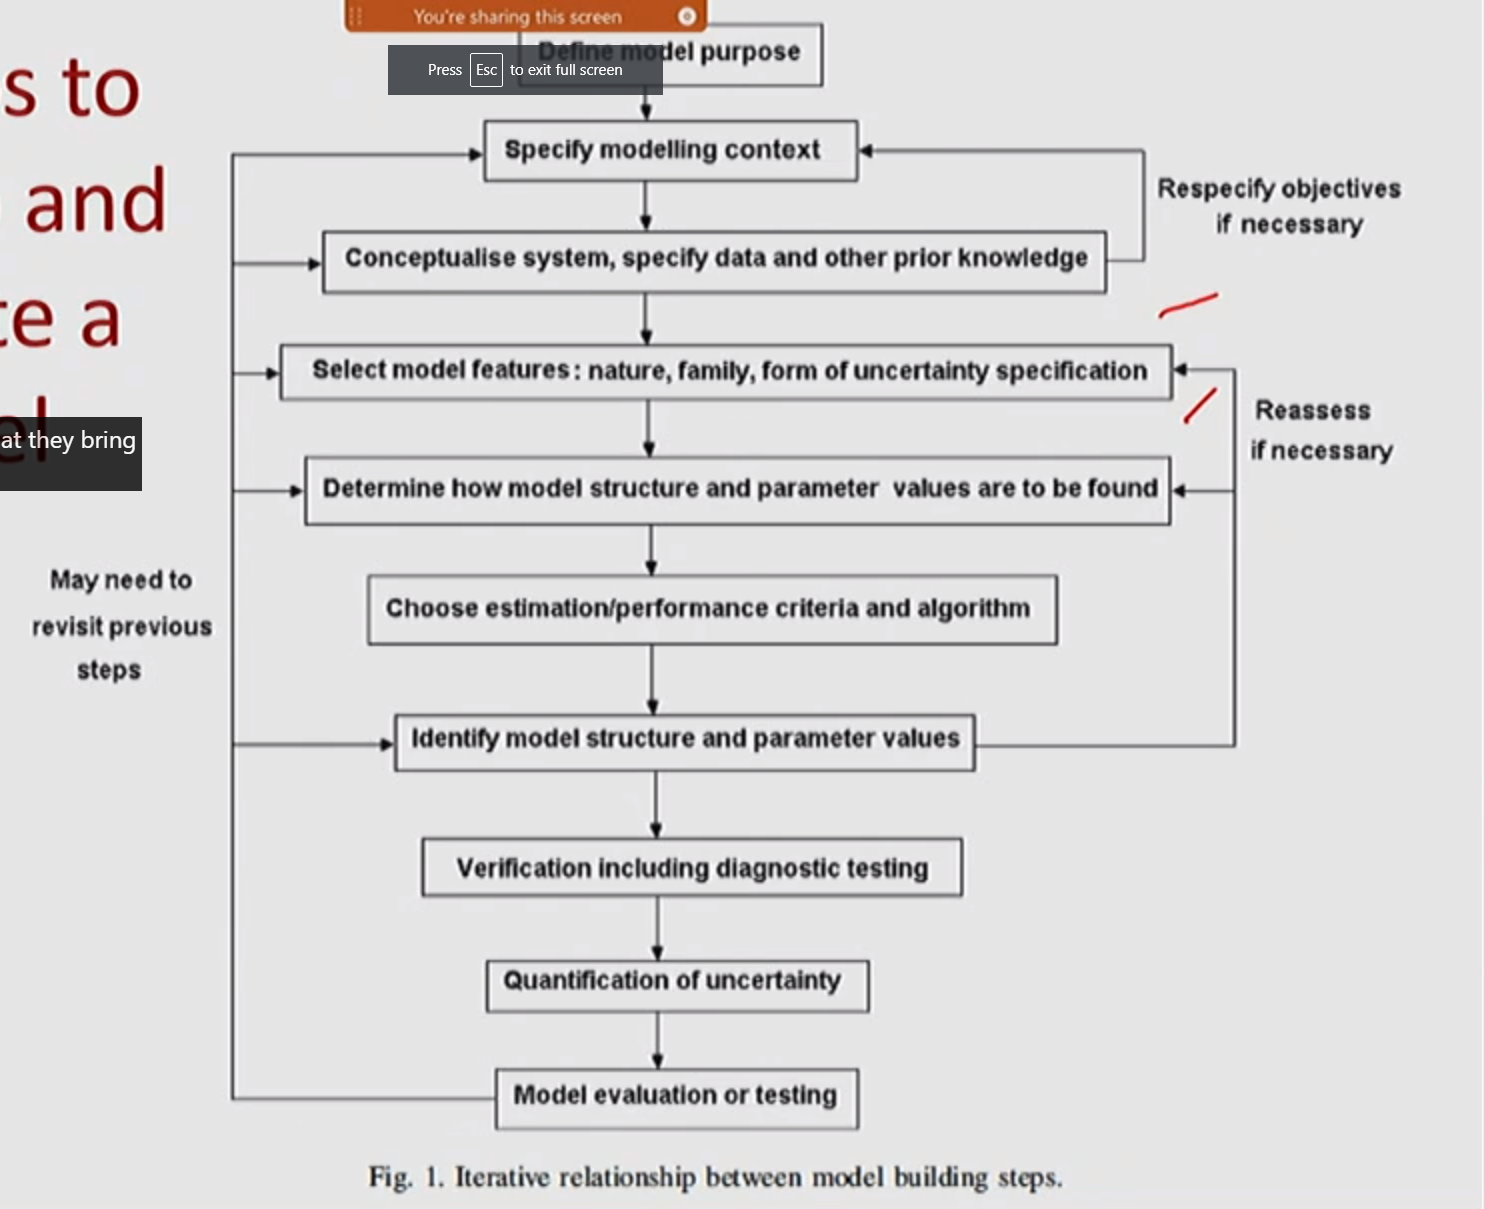 You're sharing this screen
Define model purpose
Press Esc to exit full screen
s to
and
te a
el
at they bring
Specify modelling context
Respecify objectives
if necessary
Conceptualise system, specify data and other prior knowledge
Select model features: nature, family, form of uncertainty specification
Reassess
if necessary
Determine how model structure and parameter values are to be found
May need to
revisit previous
steps
Choose estimation/performance criteria and algorithm
Identify model structure and parameter values
Verification including diagnostic testing
Quantification of uncertainty
Model evaluation or testing
Fig. 1. Iterative relationship between model building steps.